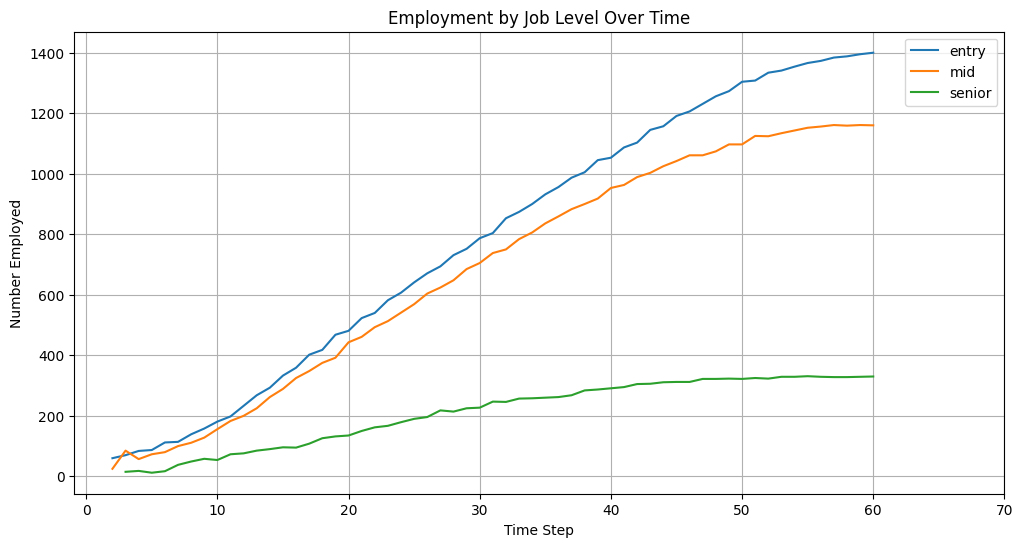 Employment by Job Level Over Time
entry
mid
senior
1400
1200
1000
800
600
400
200
0
Number Employed
0 10 20 30 40 50 60 70
Time Step